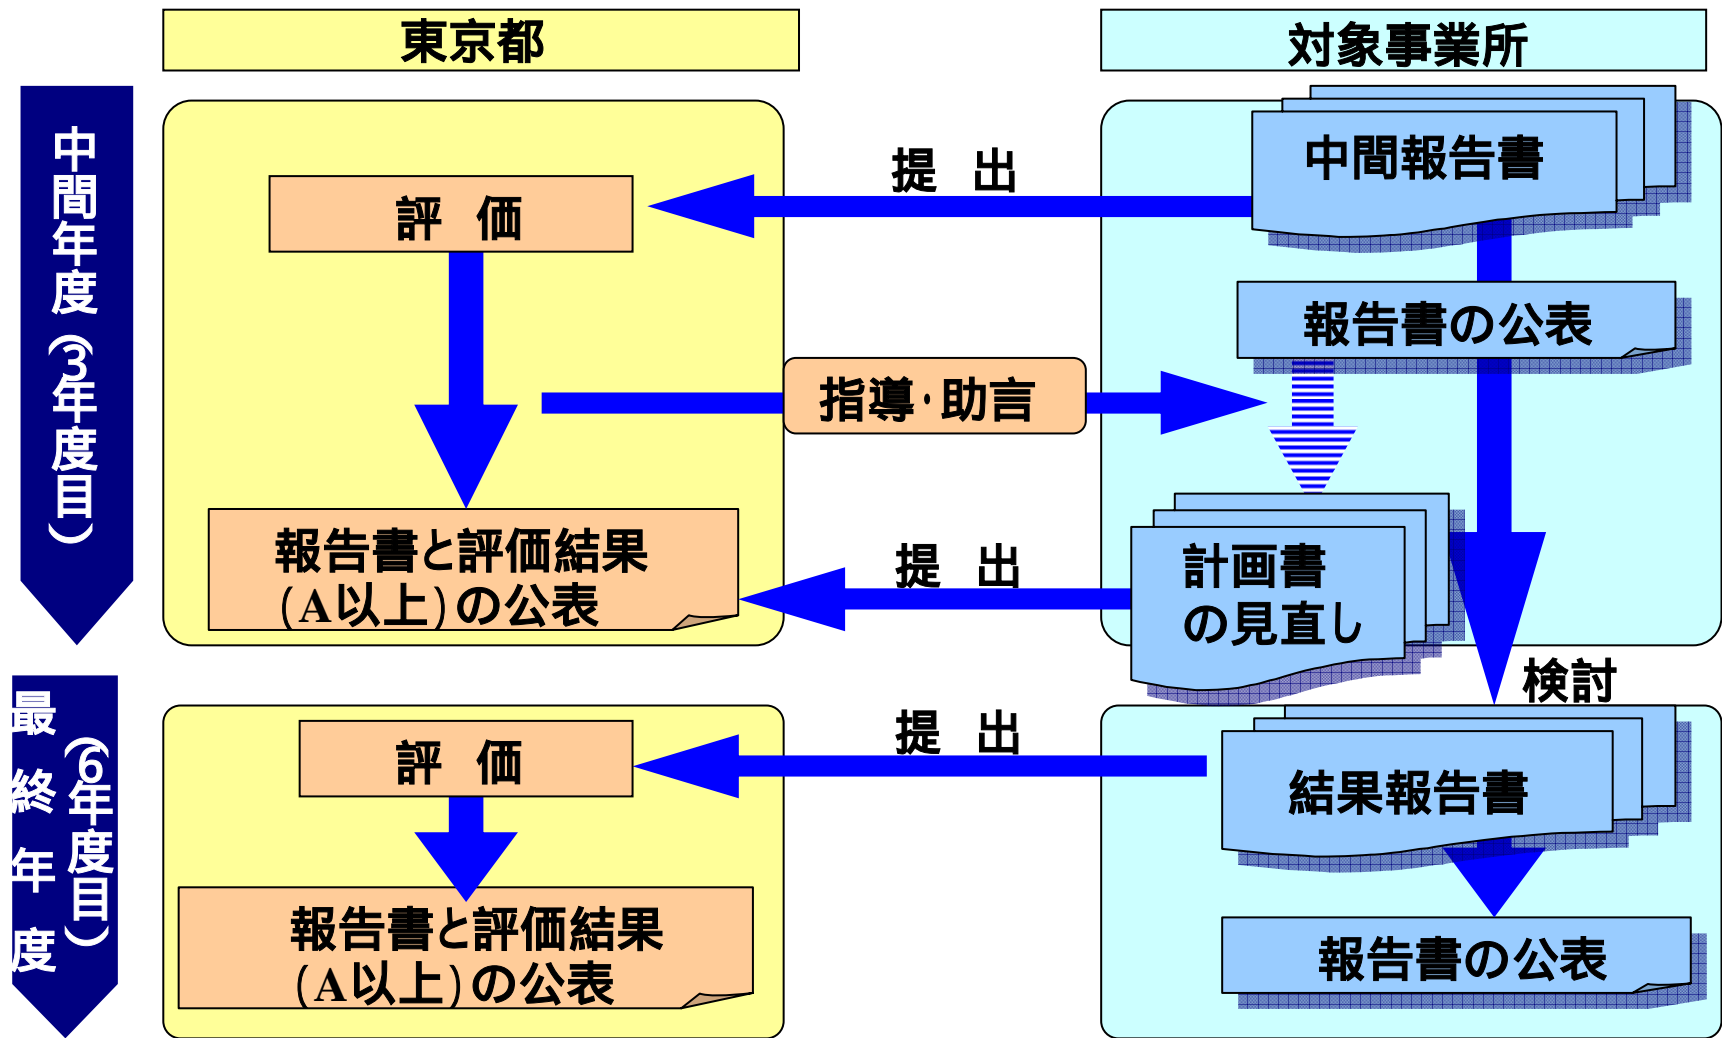 東京都
対象事業所
中間年度（３年度目）
中間報告書
提 出
評 価
報告書の公表
指導・助言
報告書と評価結果
（A以上）の公表
提 出
計画書
の見直し
検討
最終年度
（６年度目）
提 出
評 価
結果報告書
報告書と評価結果
（A以上）の公表
報告書の公表